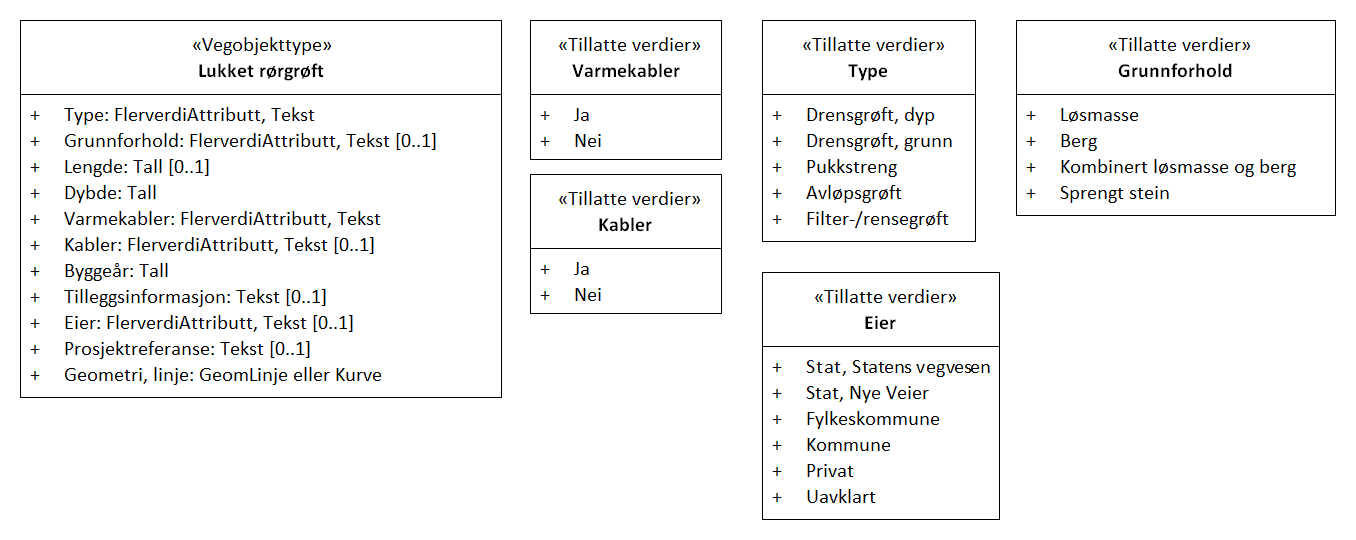 «Vegobjekttype»
Lukket rørgrøft
+ Type: FlerverdiAttributt, Tekst
+ Grunnforhold: FlerverdiAttributt, Tekst [0..1]
+ Lengde: Tall [0..1]
+ Dybde: Tall
+ Varmekabler: FlerverdiAttributt, Tekst
+ Kabler: FlerverdiAttributt, Tekst [0..1]
+ Byggeår: Tall
+ Tilleggsinformasjon: Tekst [0..1]
+ Eier: FlerverdiAttributt, Tekst [0..1]
+ Prosjektreferanse: Tekst [0..1]
+ Geometri, linje: GeomLinje eller Kurve
«Tillatte verdier»
Varmekabler
+ Ja
+ Nei
«Tillatte verdier»
Kabler
+ Ja
+ Nei
«Tillatte verdier»
Type
+ Drensgrøft, dyp
+ Drensgrøft, grunn
+ Pukkstreng
+ Avløpsgrøft
+ Filter-/rensegrøft
«Tillatte verdier»
Eier
+ Stat, Statens vegvesen
+ Stat, Nye Veier
+ Fylkeskommune
+ Kommune
+ Privat
+ Uavklart
«Tillatte verdier»
Grunnforhold
+ Løsmasse
+ Berg
+ Kombinert løsmasse og berg
+ Sprengt stein